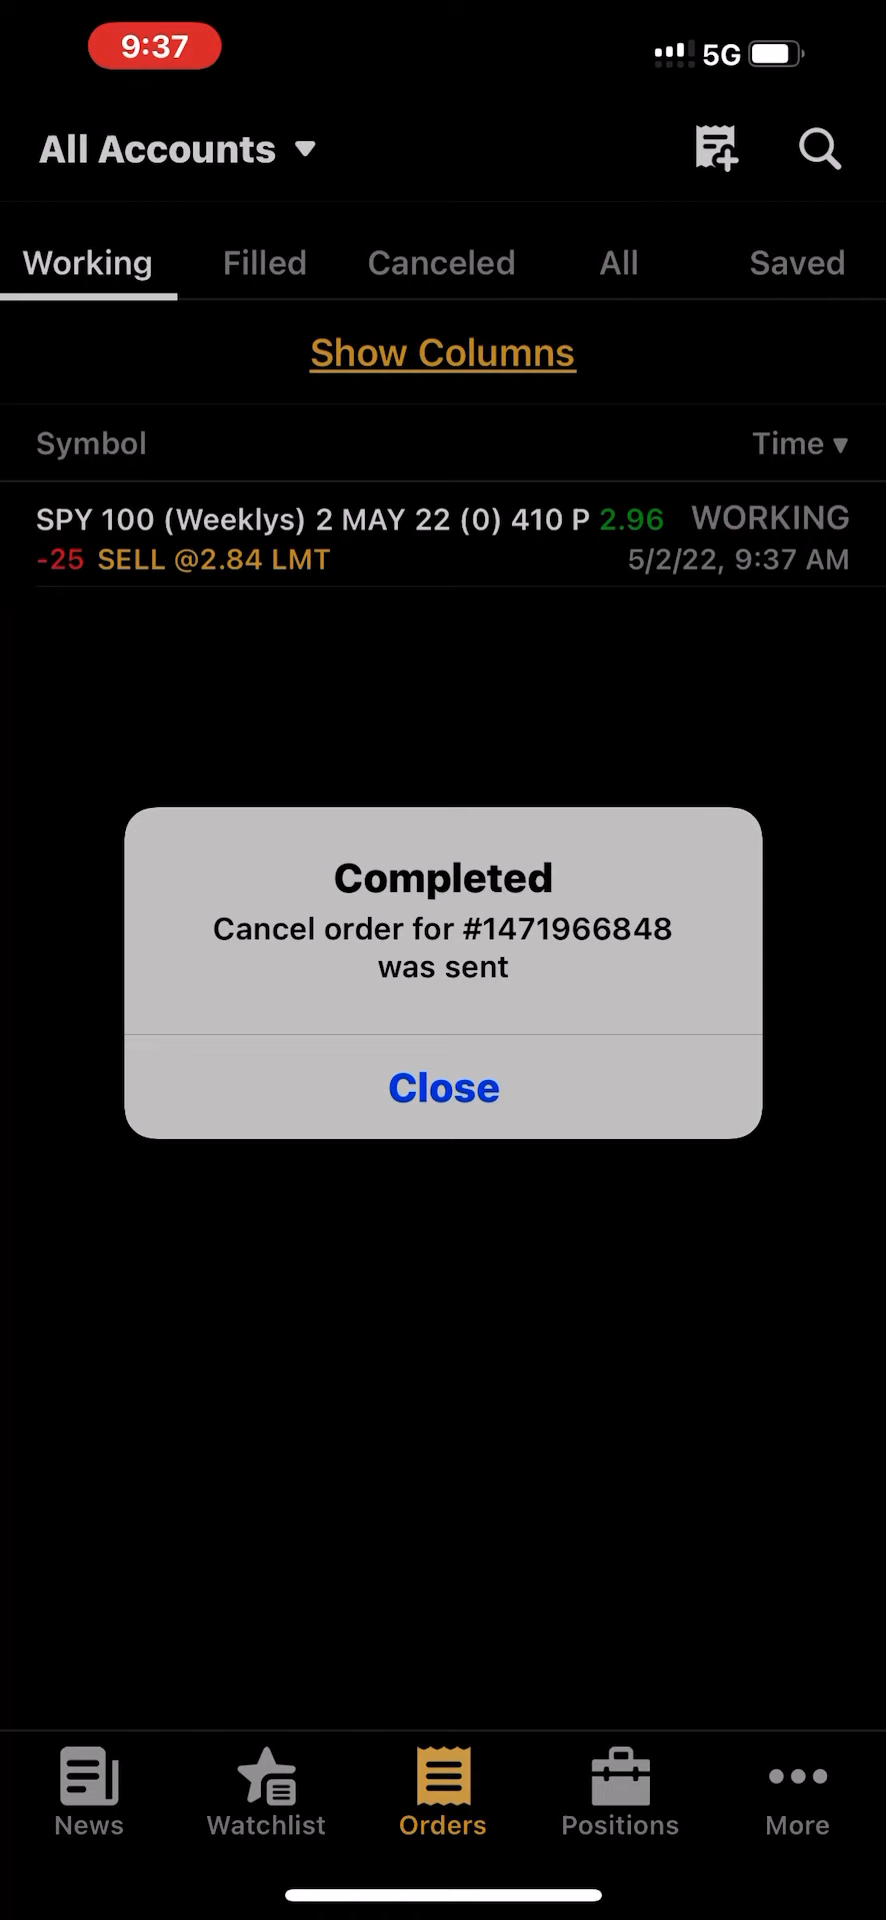 9:37
5G
All Accounts ▼
Working Filled Canceled All Saved
Show Columns
Symbol Time ▼
SPY 100 (Weeklys) 2 MAY 22 (0) 410 P 2.96 WORKING
-25 SELL @2.84 LMT 5/2/22, 9:37 AM
Completed
Cancel order for #1471966848
was sent
Close
News Watchlist Orders Positions More